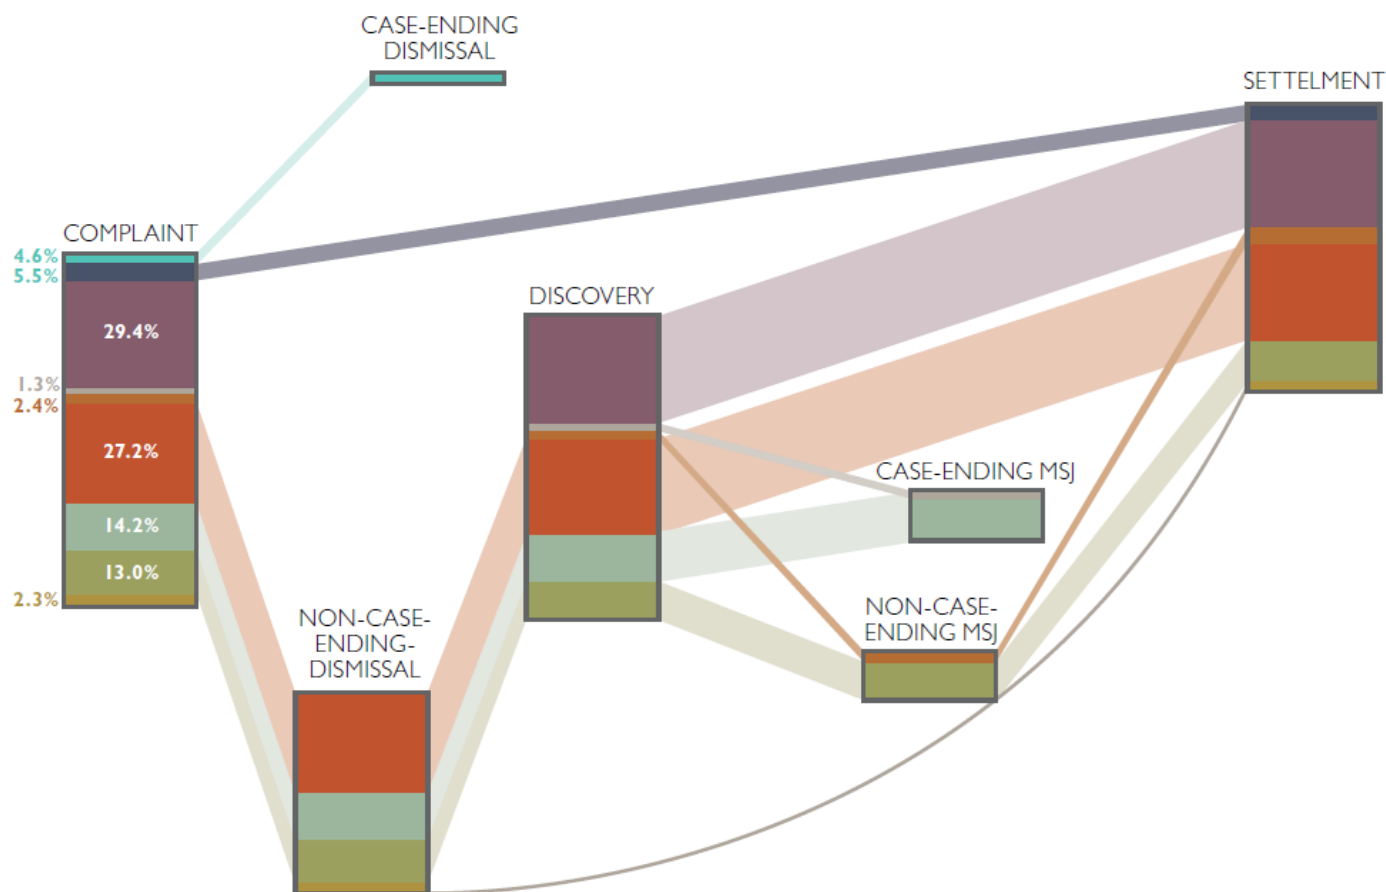 CASE-ENDING
DISMISSAL
SETTELMENT
COMPLAINT
4.6%
5.5%
29.4%
1.3%
2.4%
27.2%
14.2%
13.0%
2.3%
DISCOVERY
CASE-ENDING MSJ
NON-CASE-
ENDING-
DISMISSAL
NON-CASE-
ENDING MSJ